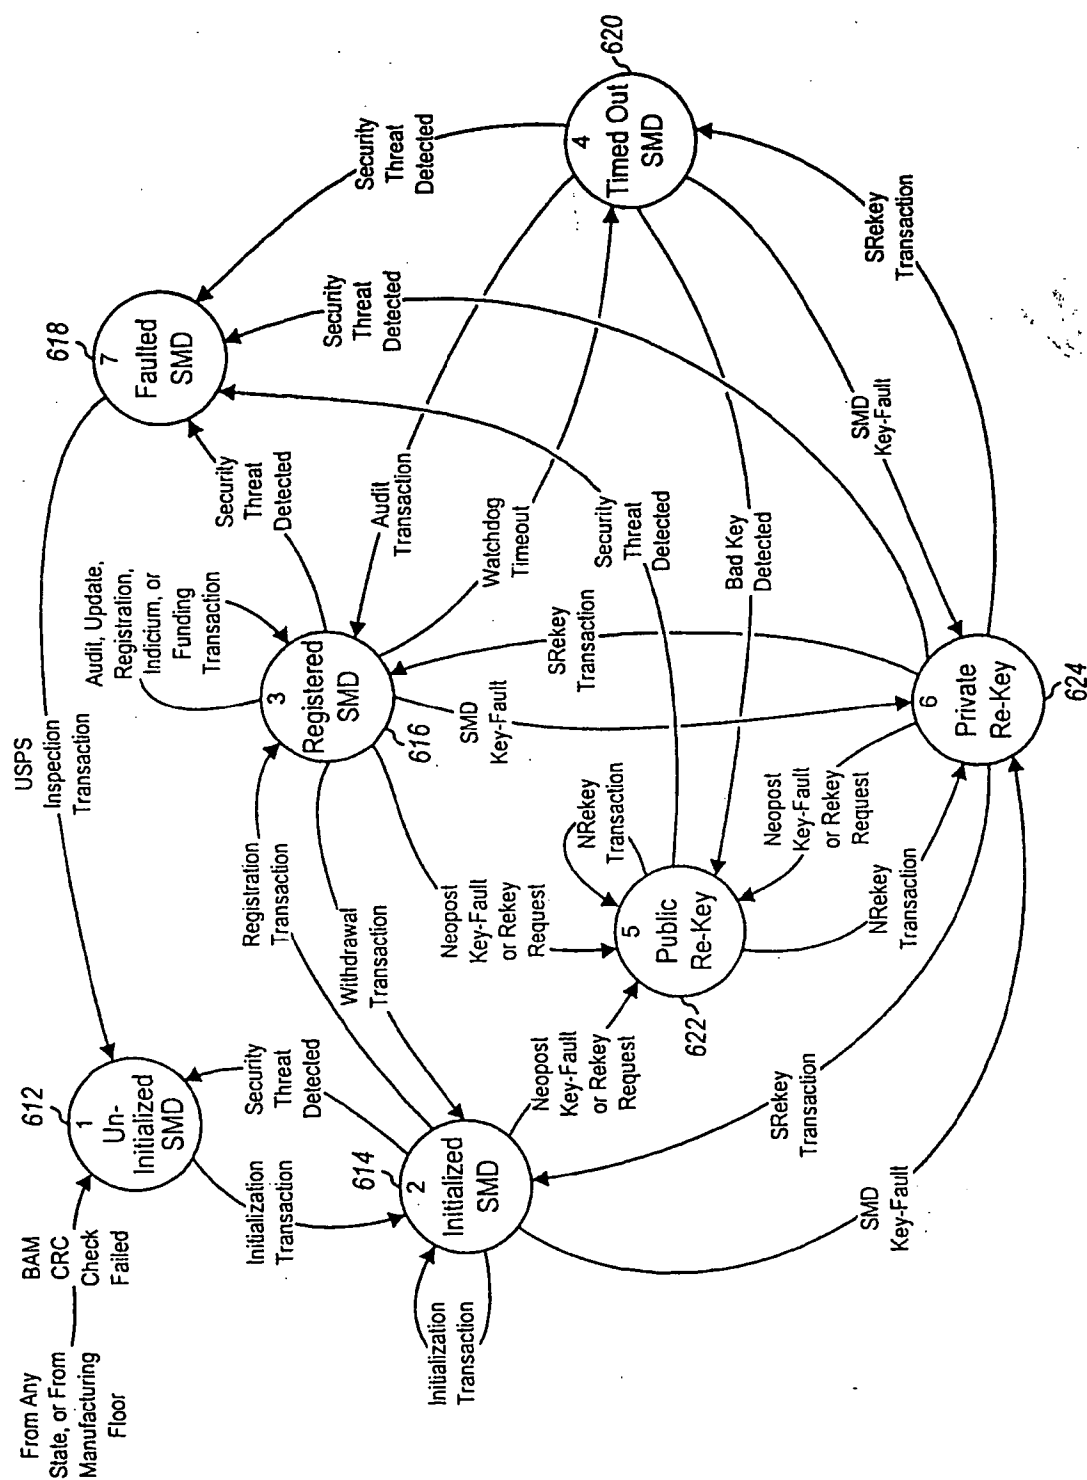 From Any
State, or From
Manufacturing
Floor
BAM
CRC
Check
Failed
612
1
Un-
Initialized
SMD
USPS
Inspection
Transaction
618
7
Faulted
SMD
Initialization
Transaction
Security
Threat
Detected
Registration
Transaction
Audit, Update,
Registration,
Indicium, or
Funding
Transaction
Security
Threat
Detected
Security
Threat
Detected
Security
Threat
Detected
614
2
Initialized
SMD
Initialization
Transaction
Withdrawal
Transaction
3
Registered
SMD
616
Audit
Transaction
Watchdog
Timeout
620
4
Timed Out
SMD
Neopost
Key-Fault
or Rekey
Request
Neopost
Key-Fault
or Rekey
Request
SMD
Key-Fault
SRekey
Transaction
Security
Threat
Detected
NRekey
Transaction
5
Public
Re-Key
622
Bad Key
Detected
SMD
Key-Fault
SRekey
Transaction
Neopost
Key-Fault
or Rekey
Request
NRekey
Transaction
SRekey
Transaction
SMD
Key-Fault
6
Private
Re-Key
624